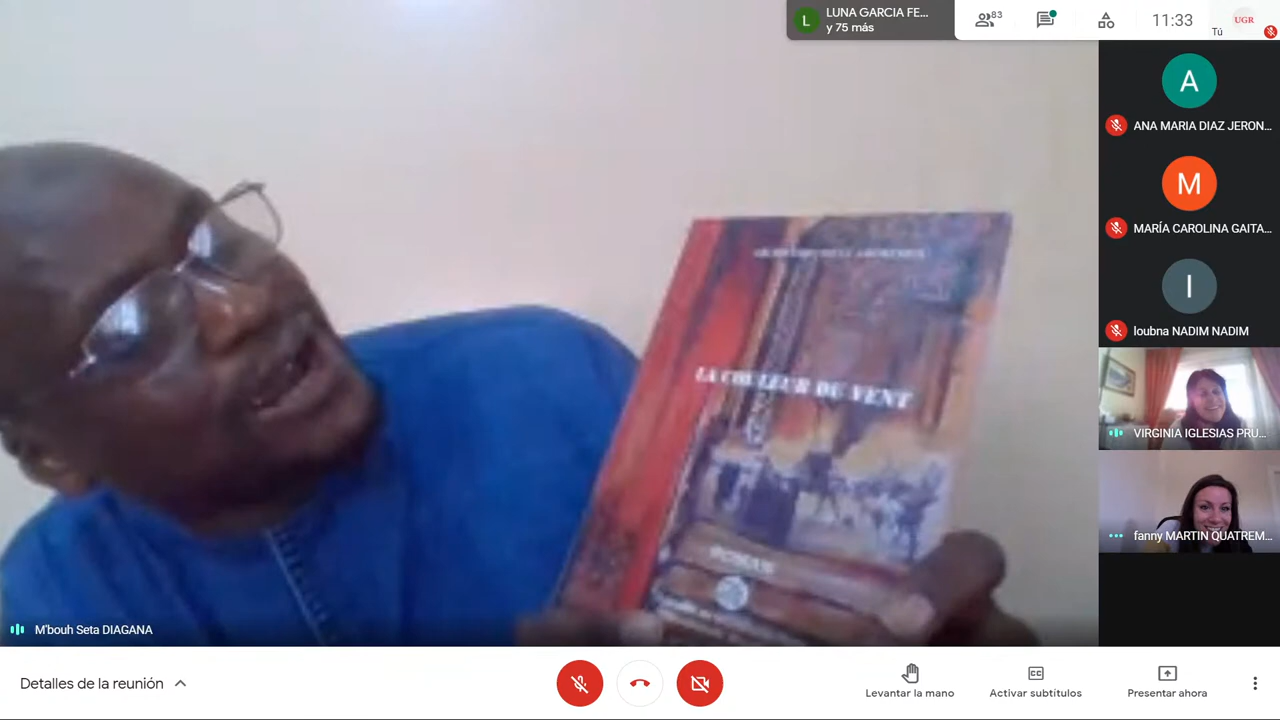 L
LUNA GARCIA FE...
y 75 más
83
11:33
UGR
Tú
A
ANA MARIA DIAZ JERON...
M
MARÍA CAROLINA GAITA...
I
loubna NADIM NADIM
VIRGINIA IGLESIAS PRU...
fanny MARTIN QUATREM...
LA COULEUR DU VENT
ROMAN
M'bouh Seta DIAGANA
Detalles de la reunión
Levantar la mano
CC
Activar subtítulos
Presentar ahora